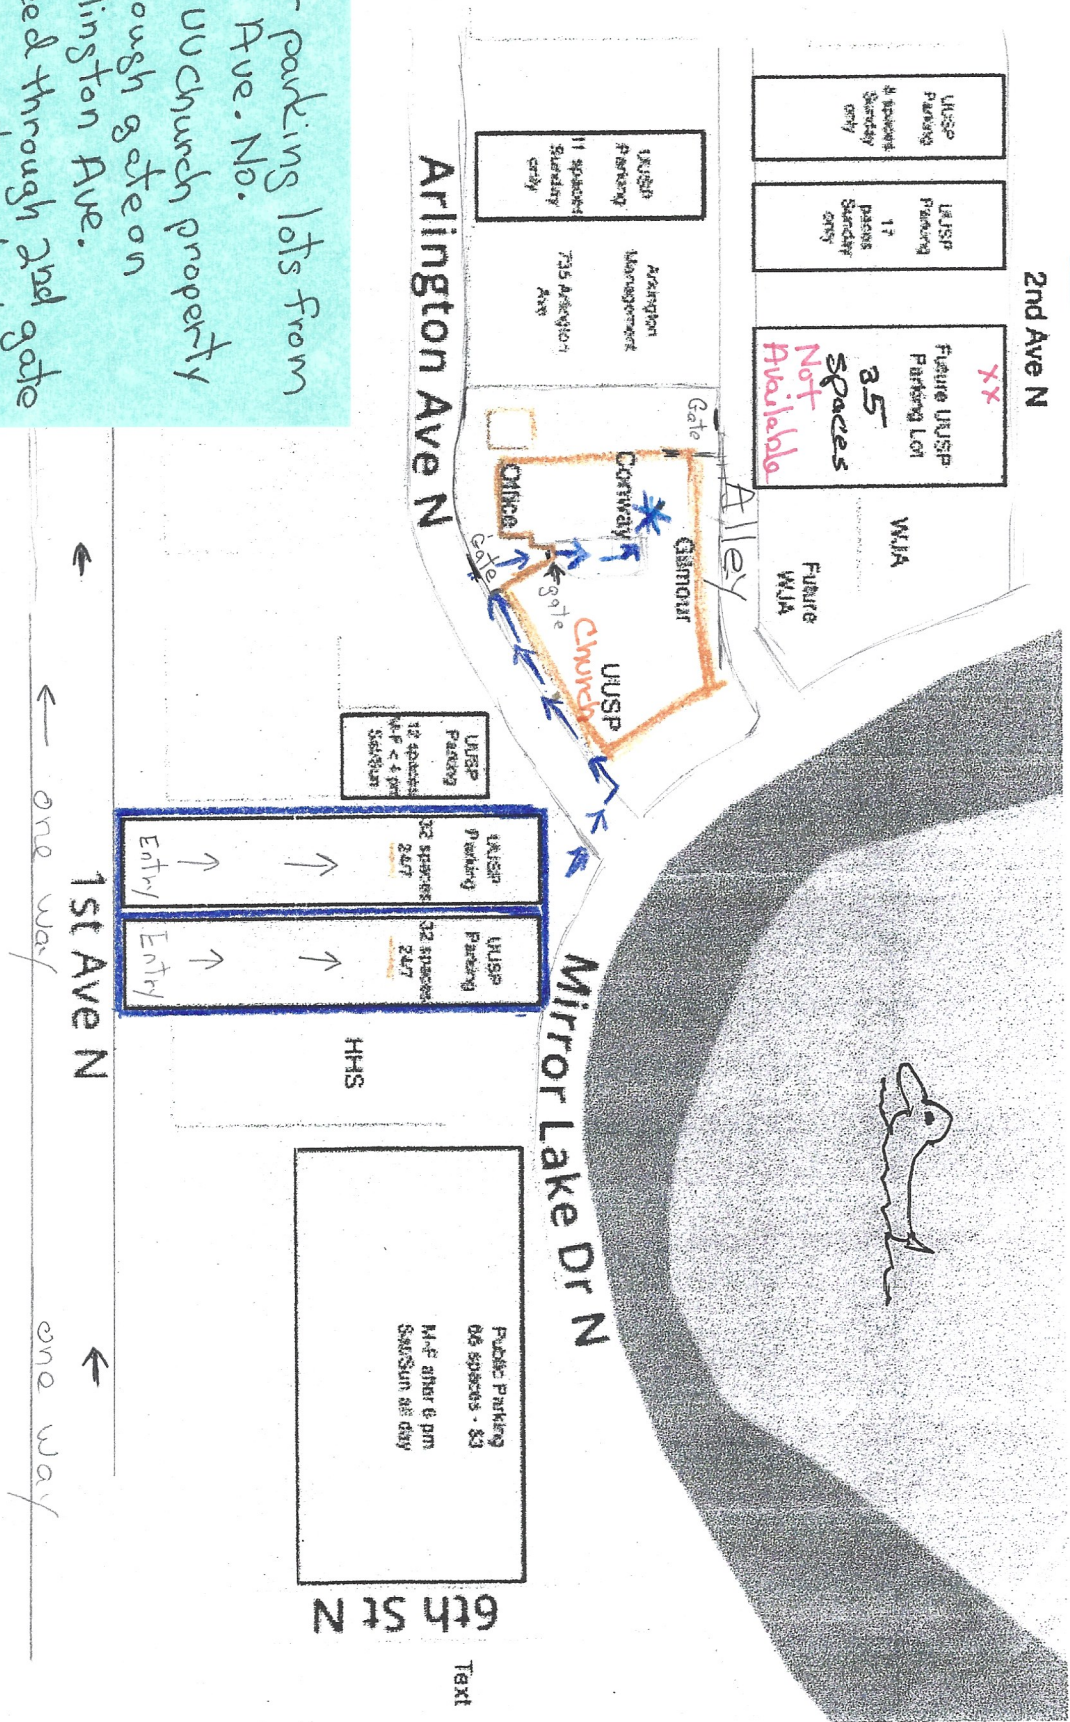 2nd Ave N
UUSP
Parking
8 spaces
Sunday
only
UUSP
Parking
17
paces
Sunday
only
xx
Future UUSP
Parking Lot
35
spaces
Not
Available
WJA
Future
WJA
UUSP
Parking
11 spaces
Sunday
only
Arlington
Management
735 Arlington
Ave
Gate
Alley
Gilmour
Conway
Office
Gate
gate
UUSP
Church
Arlington Ave N
parking lots from
Ave. No.
UU Church property
ough gate on
lington Ave.
ed through 2nd gate
UUSP
Parking
12 spaces
M-F < 4 pm
Sat/Sun
UUSP
Parking
32 spaces
24/7
Entry
UUSP
Parking
32 spaces
24/7
Entry
HHS
Mirror Lake Dr N
Public Parking
66 spaces - $3
M-F after 6 pm
Sat/Sun all day
6th St N
Text
1st Ave N
one way
one way